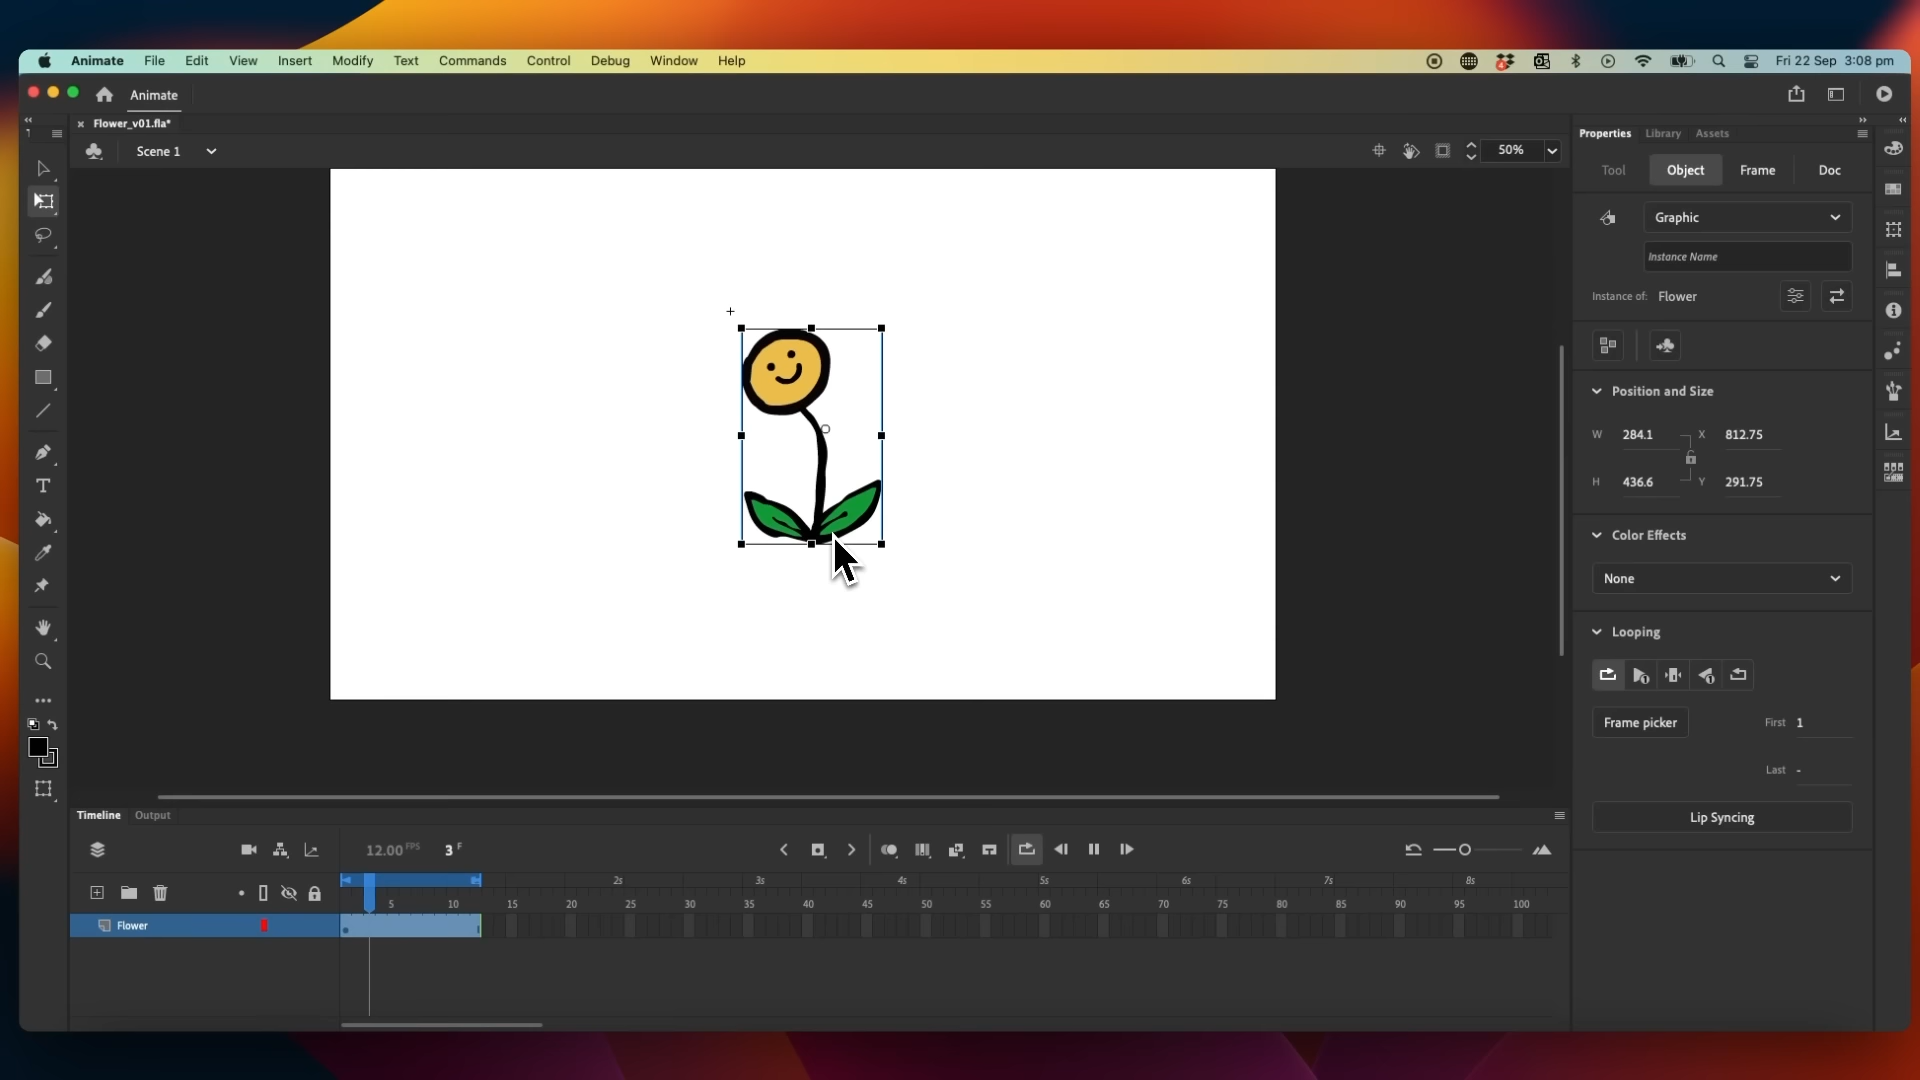 Animate File Edit View Insert Modify Text Commands Control Debug Window Help Fri 22 Sep 3:08 pm
Animate
Flower_v01.fla*
Scene 1 50%
Properties Library Assets
Tool Object Frame Doc
Graphic
Instance Name
Instance of: Flower
Position and Size
W 284.1 X 812.75
H 436.6 Y 291.75
Color Effects
None
Looping
Frame picker First 1
Last -
Lip Syncing
Timeline Output
12.00 FPS 3 F
2s 3s 4s 5s 6s 7s 8s
5 10 15 20 25 30 35 40 45 50 55 60 65 70 75 80 85 90 95 100
Flower